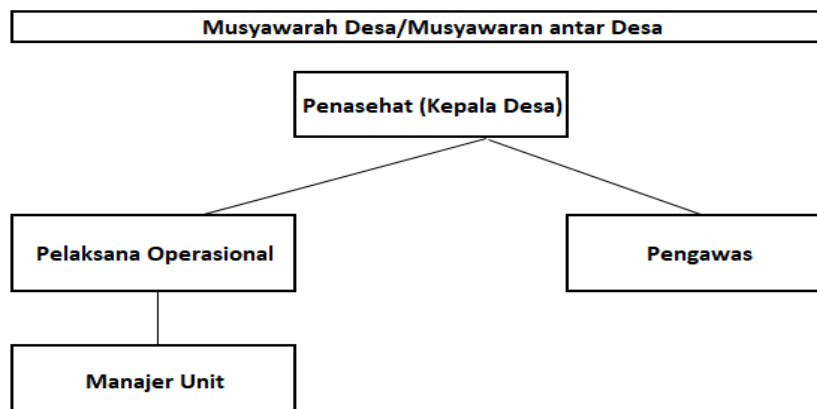 Musyawarah Desa/Musyawaran antar Desa
Penasehat (Kepala Desa)
Pelaksana Operasional
Pengawas
Manajer Unit